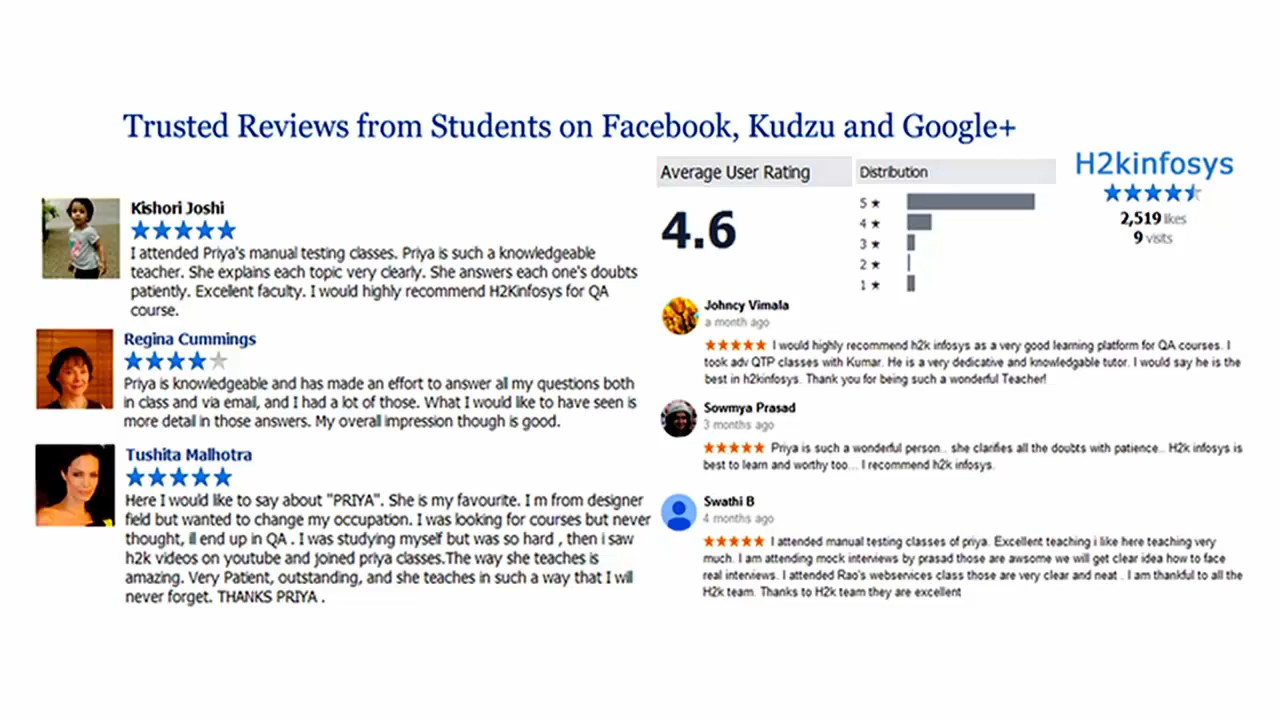 Trusted Reviews from Students on Facebook, Kudzu and Google+
Kishori Joshi
I attended Priya's manual testing classes. Priya is such a knowledgeable
teacher. She explains each topic very clearly. She answers each one's doubts
patiently. Excellent faculty. I would highly recommend H2Kinfosys for QA
course.
Regina Cummings
Priya is knowledgeable and has made an effort to answer all my questions both
in class and via email, and I had a lot of those. What I would like to have seen is
more detail in those answers. My overall impression though is good.
Tushita Malhotra
Here I would like to say about "PRIYA". She is my favourite. I m from designer
field but wanted to change my occupation. I was looking for courses but never
thought, ill end up in QA . I was studying myself but was so hard , then i saw
h2k videos on youtube and joined priya classes.The way she teaches is
amazing. Very Patient, outstanding, and she teaches in such a way that I will
never forget. THANKS PRIYA .
Average User Rating
4.6
Distribution
5 ★
4 ★
3 ★
2 ★
1 ★
H2kinfosys
2,519 likes
9 visits
Johncy Vimala
a month ago
I would highly recommend h2k infosys as a very good learning platform for QA courses. I
took adv QTP classes with Kumar. He is a very dedicative and knowledgable tutor. I would say he is the
best in h2kinfosys. Thank you for being such a wonderful Teacher!
Sowmya Prasad
3 months ago
Priya is such a wonderful person.. she clarifies all the doubts with patience.. H2k infosys is
best to learn and worthy too... I recommend h2k infosys.
Swathi B
4 months ago
I attended manual testing classes of priya. Excellent teaching i like here teaching very
much. I am attending mock interviews by prasad those are awsome we will get clear idea how to face
real interviews. I attended Rao's webservices class those are very clear and neat . I am thankful to all the
H2k team. Thanks to H2k team they are excellent